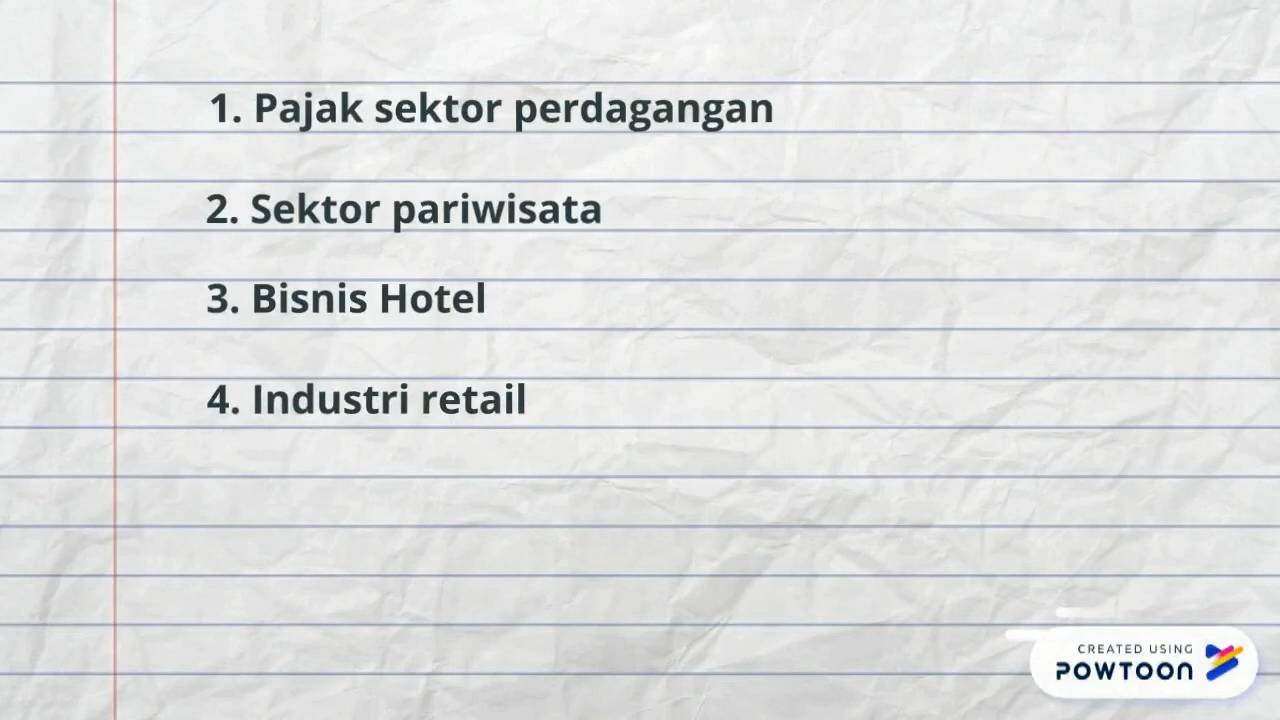 1. Pajak sektor perdagangan
2. Sektor pariwisata
3. Bisnis Hotel
4. Industri retail
CREATED USING
POWTOON